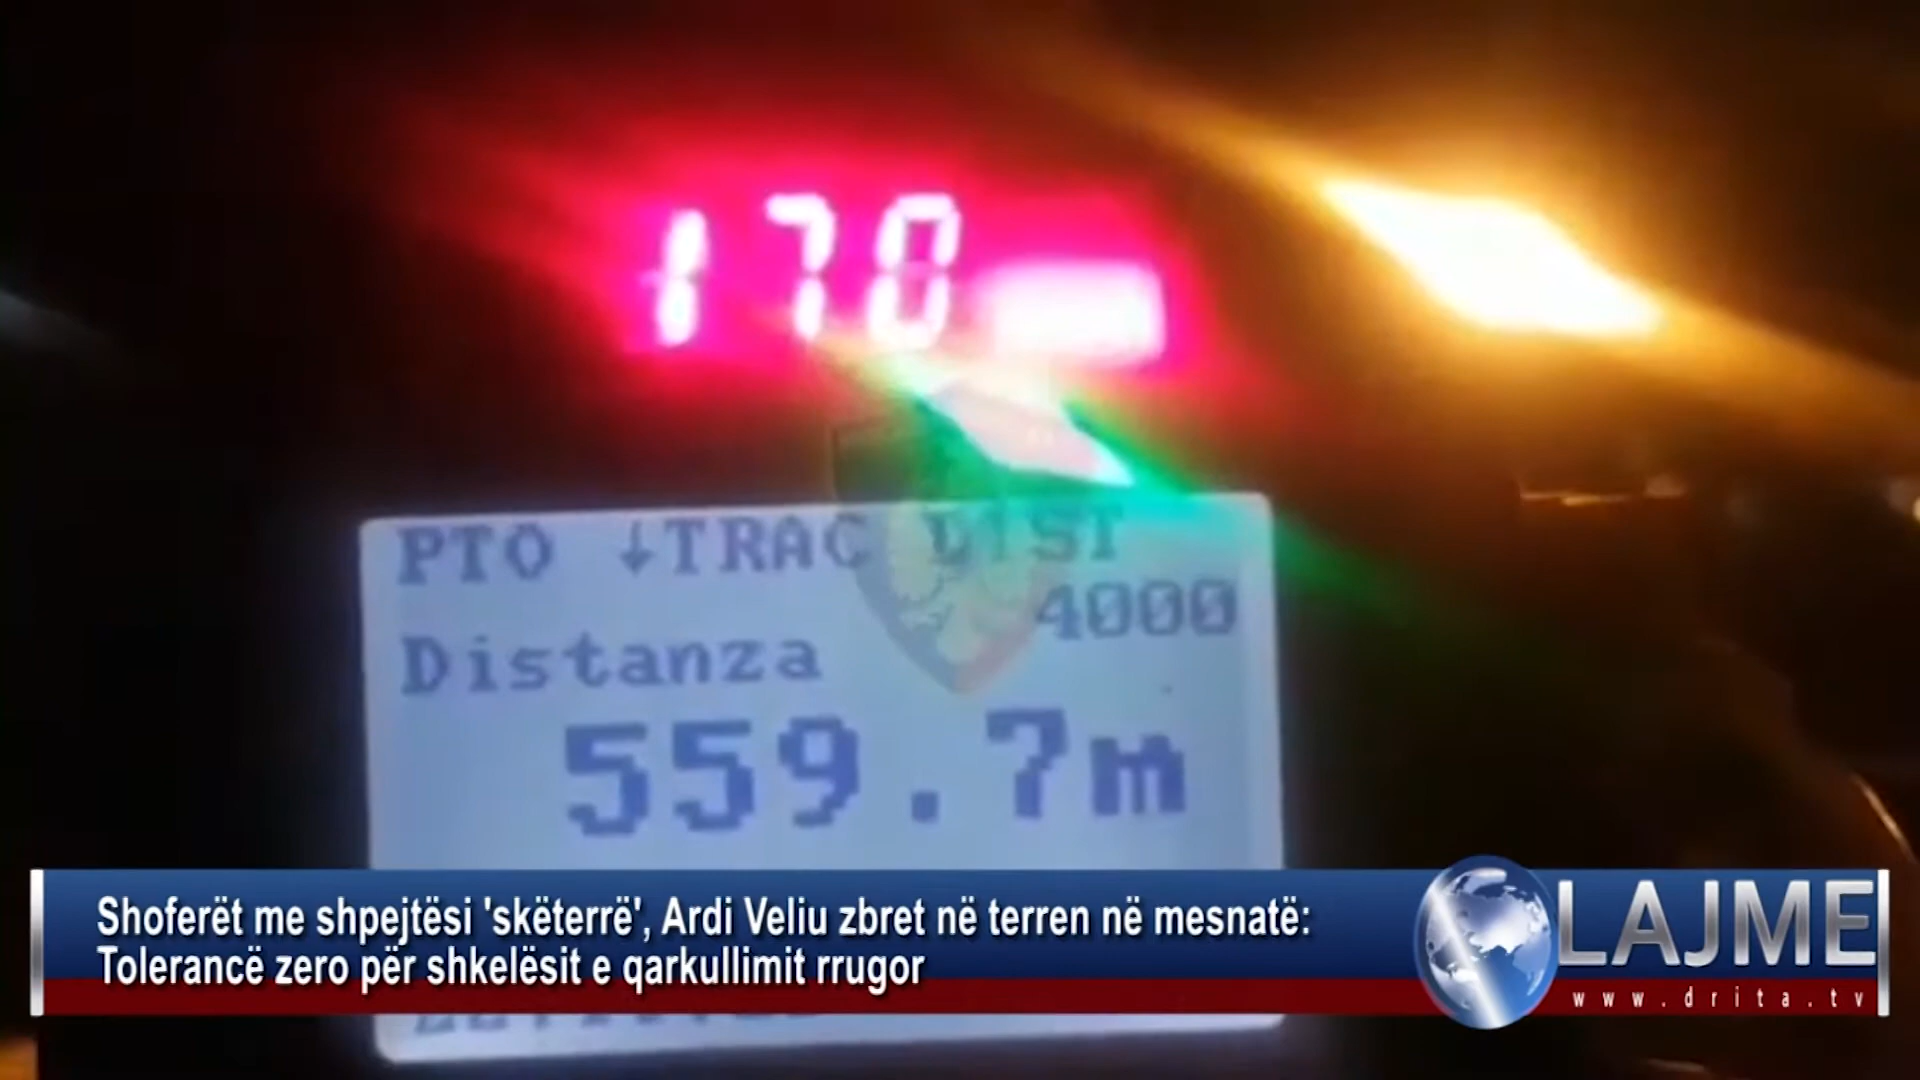 170
PTO ↓TRAC DIST
4000
Distanza
559.7m
Shoferët me shpejtësi 'skëterrë', Ardi Veliu zbret në terren në mesnatë:
Tolerancë zero për shkelësit e qarkullimit rrugor
LAJME
www.drita.tv